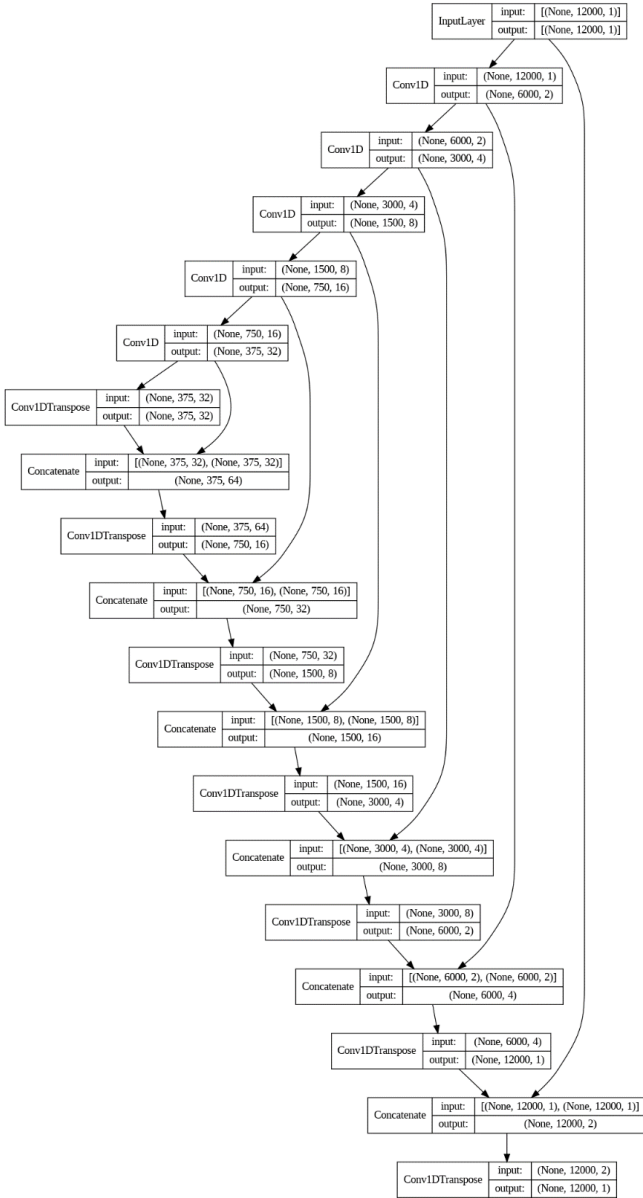 InputLayer input: [(None, 12000, 1)]
output: [(None, 12000, 1)]
Conv1D input: (None, 12000, 1)
output: (None, 6000, 2)
Conv1D input: (None, 6000, 2)
output: (None, 3000, 4)
Conv1D input: (None, 3000, 4)
output: (None, 1500, 8)
Conv1D input: (None, 1500, 8)
output: (None, 750, 16)
Conv1D input: (None, 750, 16)
output: (None, 375, 32)
Conv1DTranspose input: (None, 375, 32)
output: (None, 375, 32)
Concatenate input: [(None, 375, 32), (None, 375, 32)]
output: (None, 375, 64)
Conv1DTranspose input: (None, 375, 64)
output: (None, 750, 16)
Concatenate input: [(None, 750, 16), (None, 750, 16)]
output: (None, 750, 32)
Conv1DTranspose input: (None, 750, 32)
output: (None, 1500, 8)
Concatenate input: [(None, 1500, 8), (None, 1500, 8)]
output: (None, 1500, 16)
Conv1DTranspose input: (None, 1500, 16)
output: (None, 3000, 4)
Concatenate input: [(None, 3000, 4), (None, 3000, 4)]
output: (None, 3000, 8)
Conv1DTranspose input: (None, 3000, 8)
output: (None, 6000, 2)
Concatenate input: [(None, 6000, 2), (None, 6000, 2)]
output: (None, 6000, 4)
Conv1DTranspose input: (None, 6000, 4)
output: (None, 12000, 1)
Concatenate input: [(None, 12000, 1), (None, 12000, 1)]
output: (None, 12000, 2)
Conv1DTranspose input: (None, 12000, 2)
output: (None, 12000, 1)